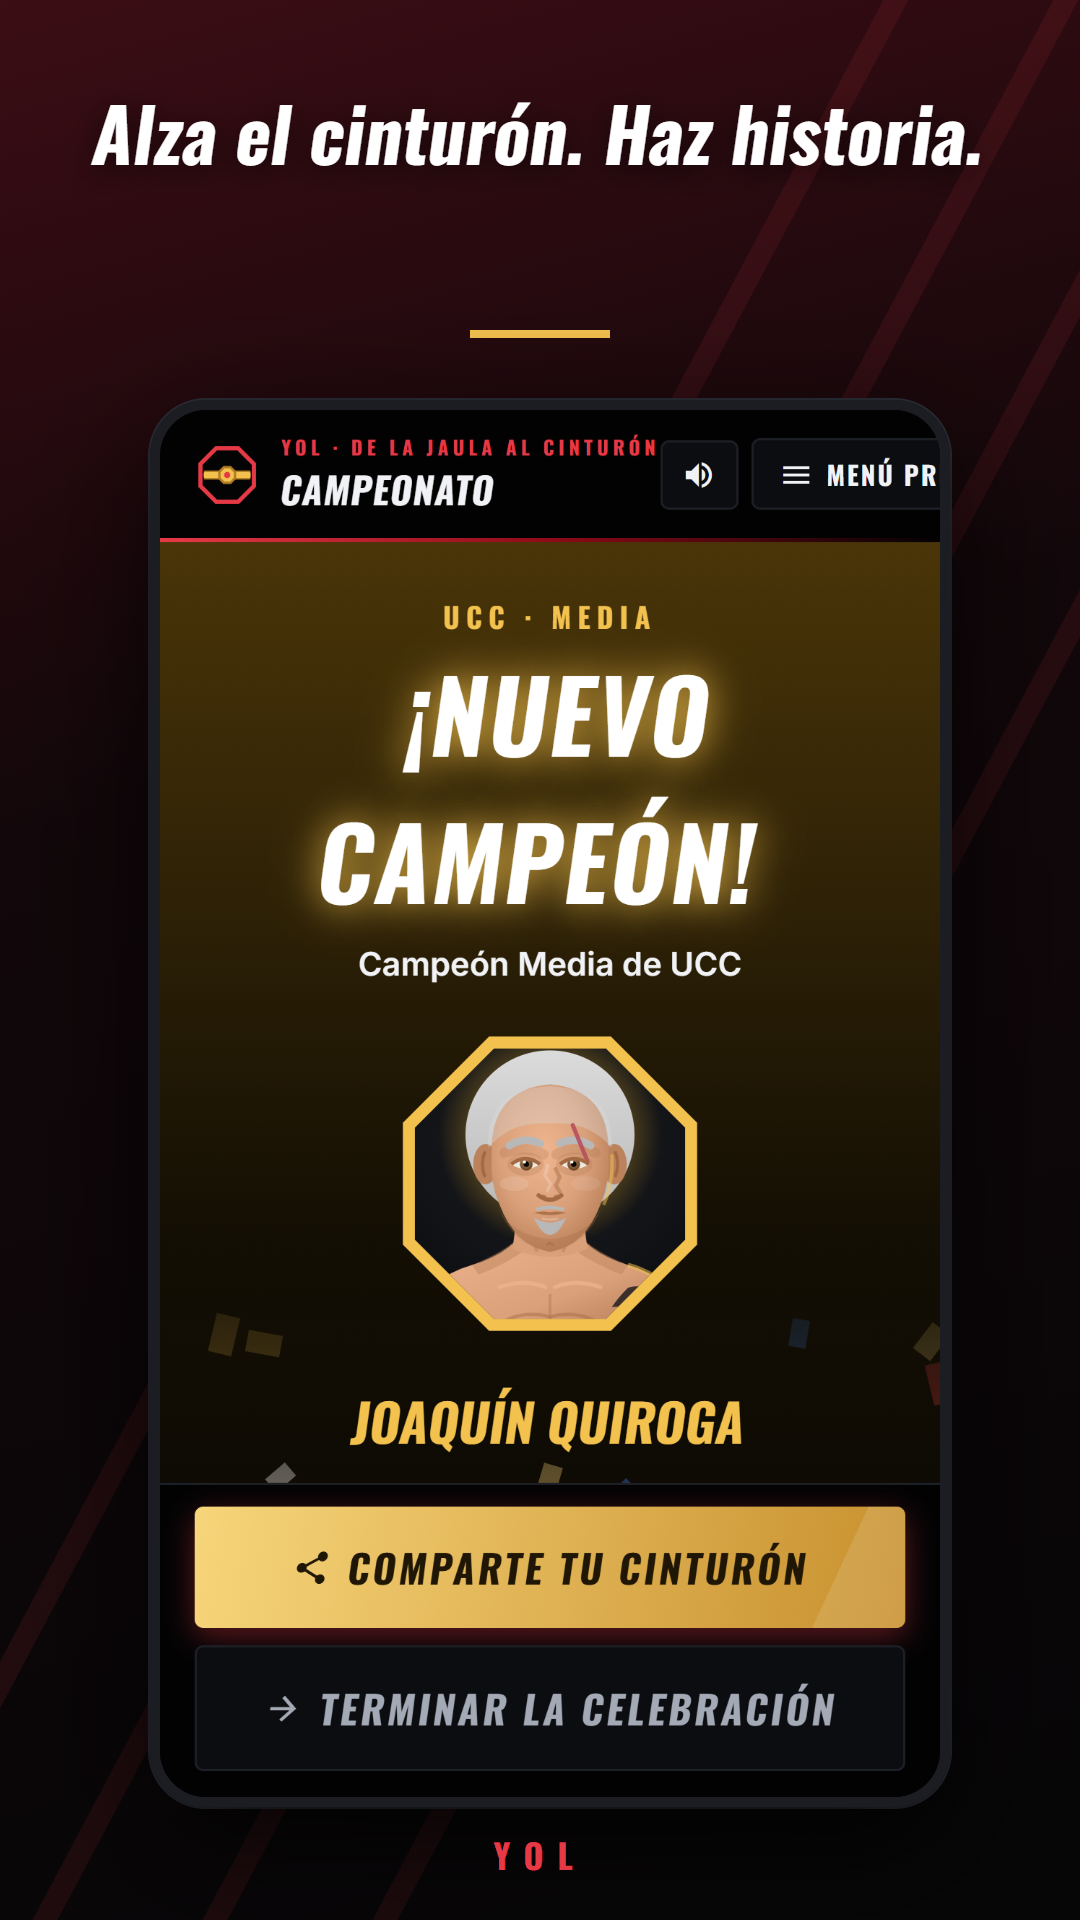 Alza el cinturón. Haz historia.
YOL · DE LA JAULA AL CINTURÓN
CAMPEONATO
MENÚ PR
UCC · MEDIA
¡NUEVO
CAMPEÓN!
Campeón Media de UCC
JOAQUÍN QUIROGA
COMPARTE TU CINTURÓN
TERMINAR LA CELEBRACIÓN
YOL